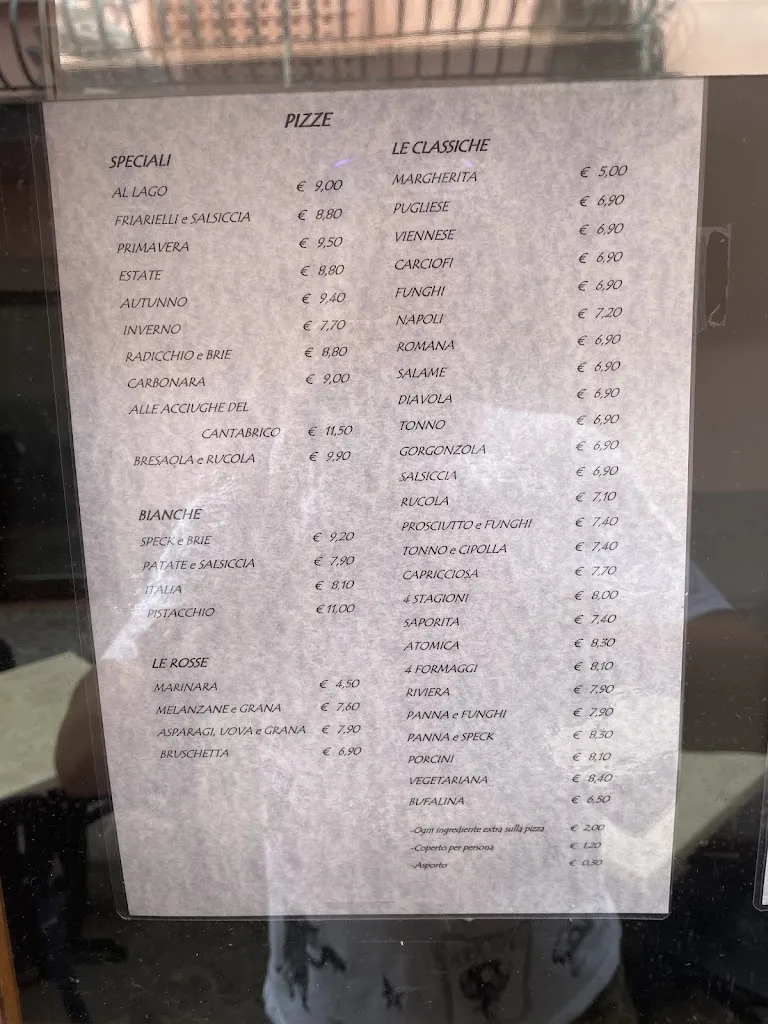 PIZZE
SPECIALI
AL LAGO € 9,00
FRIARIELLI e SALSICCIA € 8,80
PRIMAVERA € 9,50
ESTATE € 8,80
AUTUNNO € 9,40
INVERNO € 7,70
RADICCHIO e BRIE € 8,80
CARBONARA € 9,00
ALLE ACCIUGHE DEL
CANTABRICO € 11,50
BRESAOLA e RUCOLA € 9,90
BIANCHE
SPECK e BRIE € 9,20
PATATE e SALSICCIA € 7,90
ITALIA € 8,10
PISTACCHIO € 11,00
LE ROSSE
MARINARA € 4,50
MELANZANE e GRANA € 7,60
ASPARAGI, UOVA e GRANA € 7,90
BRUSCHETTA € 6,90
LE CLASSICHE
MARGHERITA € 5,00
PUGLIESE € 6,90
VIENNESE € 6,90
CARCIOFI € 6,90
FUNGHI € 6,90
NAPOLI € 7,20
ROMANA € 6,90
SALAME € 6,90
DIAVOLA € 6,90
TONNO € 6,90
GORGONZOLA € 6,90
SALSICCIA € 6,90
RUCOLA € 7,10
PROSCIUTTO e FUNGHI € 7,40
TONNO e CIPOLLA € 7,40
CAPRICCIOSA € 7,70
4 STAGIONI € 8,00
SAPORITA € 7,40
ATOMICA € 8,30
4 FORMAGGI € 8,10
RIVIERA € 7,90
PANNA e FUNGHI € 7,90
PANNA e SPECK € 8,30
PORCINI € 8,10
VEGETARIANA € 8,40
BUFALINA € 6,50
-Ogni ingrediente extra sulla pizza € 2,00
-Coperto per persona € 1,20
-Asporto € 0,50